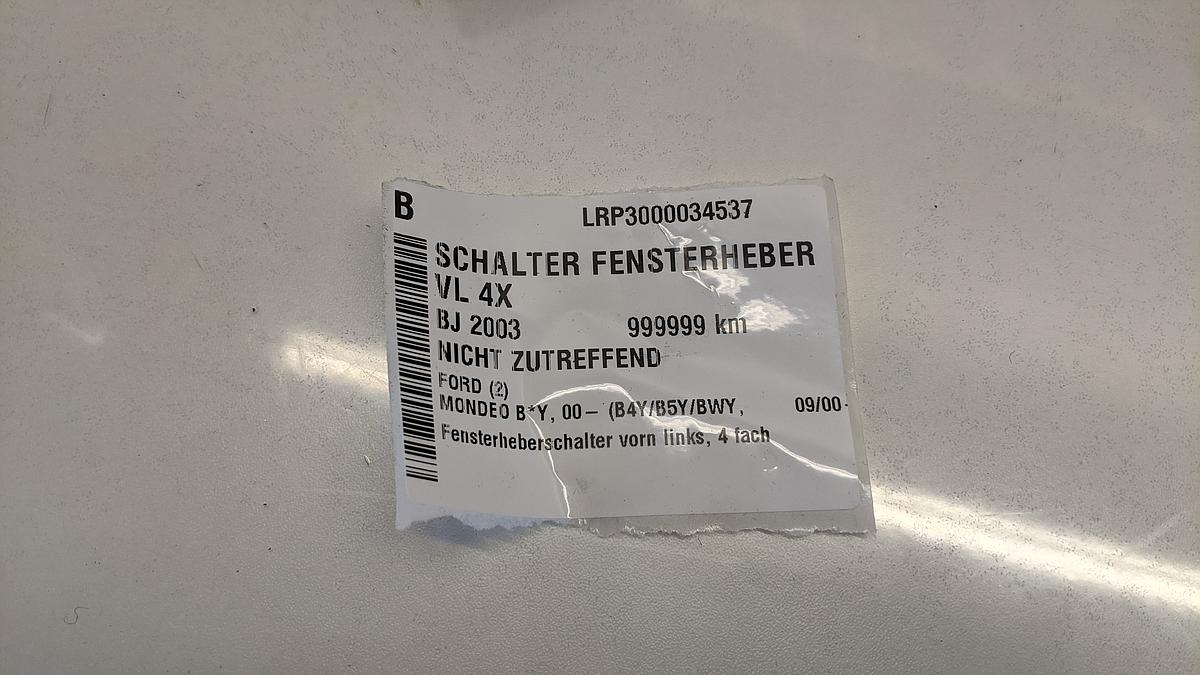 B
LRP3000034537
SCHALTER FENSTERHEBER
VL 4X
BJ 2003 999999 km
NICHT ZUTREFFEND
FORD (2)
MONDEO B*Y, 00– (B4Y/B5Y/BWY, 09/00-
Fensterheberschalter vorn links, 4 fach